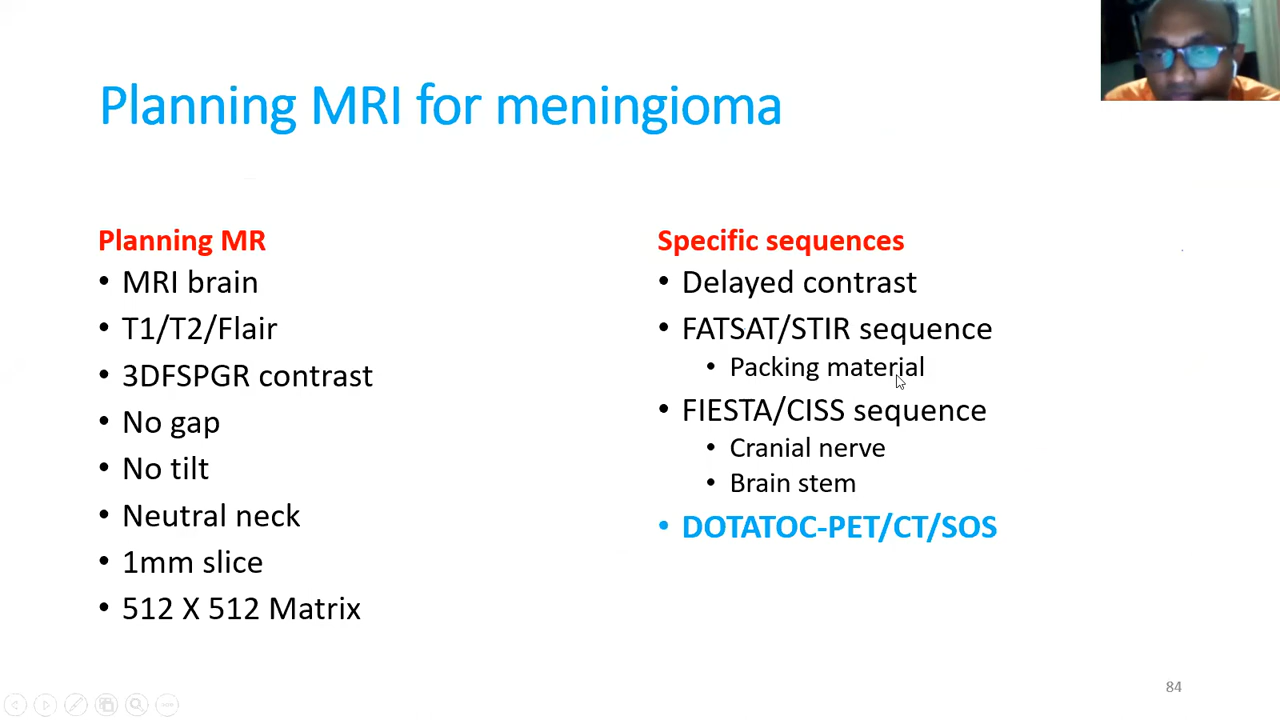 Planning MRI for meningioma
Planning MR
• MRI brain
• T1/T2/Flair
• 3DFSPGR contrast
• No gap
• No tilt
• Neutral neck
• 1mm slice
• 512 X 512 Matrix
Specific sequences
• Delayed contrast
• FATSAT/STIR sequence
• Packing material
• FIESTA/CISS sequence
• Cranial nerve
• Brain stem
• DOTATOC-PET/CT/SOS
84